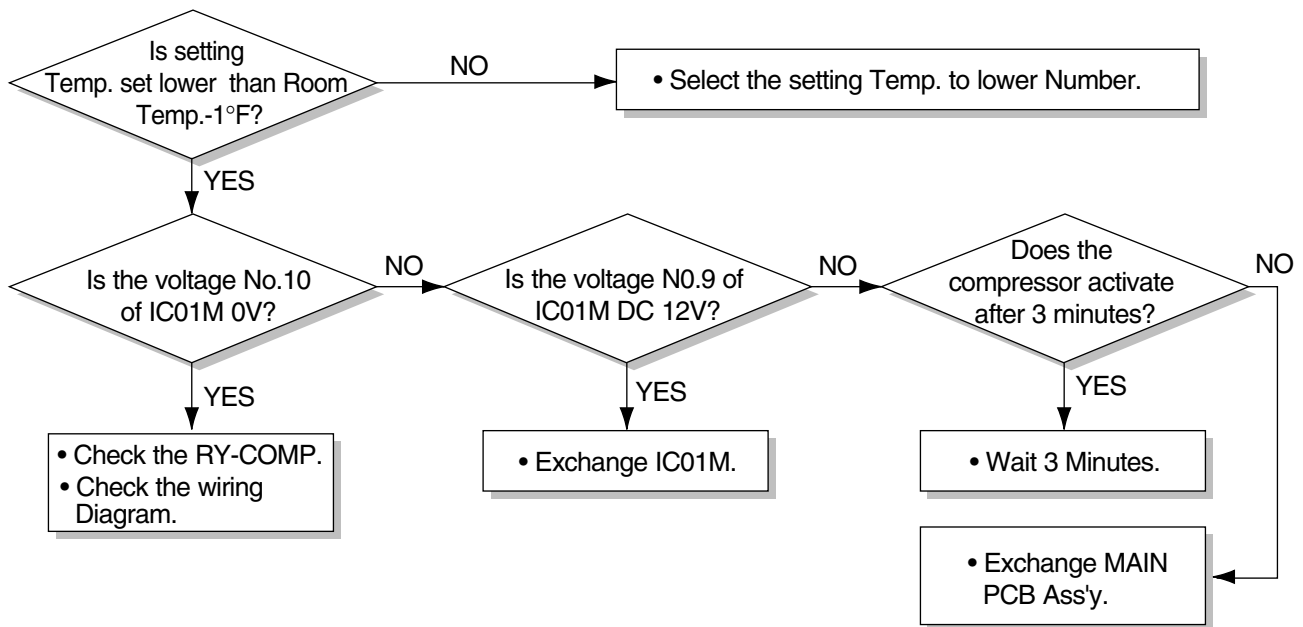 Is setting
Temp. set lower than Room
Temp.-1°F?
NO
• Select the setting Temp. to lower Number.
YES
Is the voltage No.10
of IC01M 0V?
NO
Is the voltage N0.9 of
IC01M DC 12V?
NO
Does the
compressor activate
after 3 minutes?
NO
YES
• Check the RY-COMP.
• Check the wiring
Diagram.
YES
• Exchange IC01M.
YES
• Wait 3 Minutes.
• Exchange MAIN
PCB Ass'y.